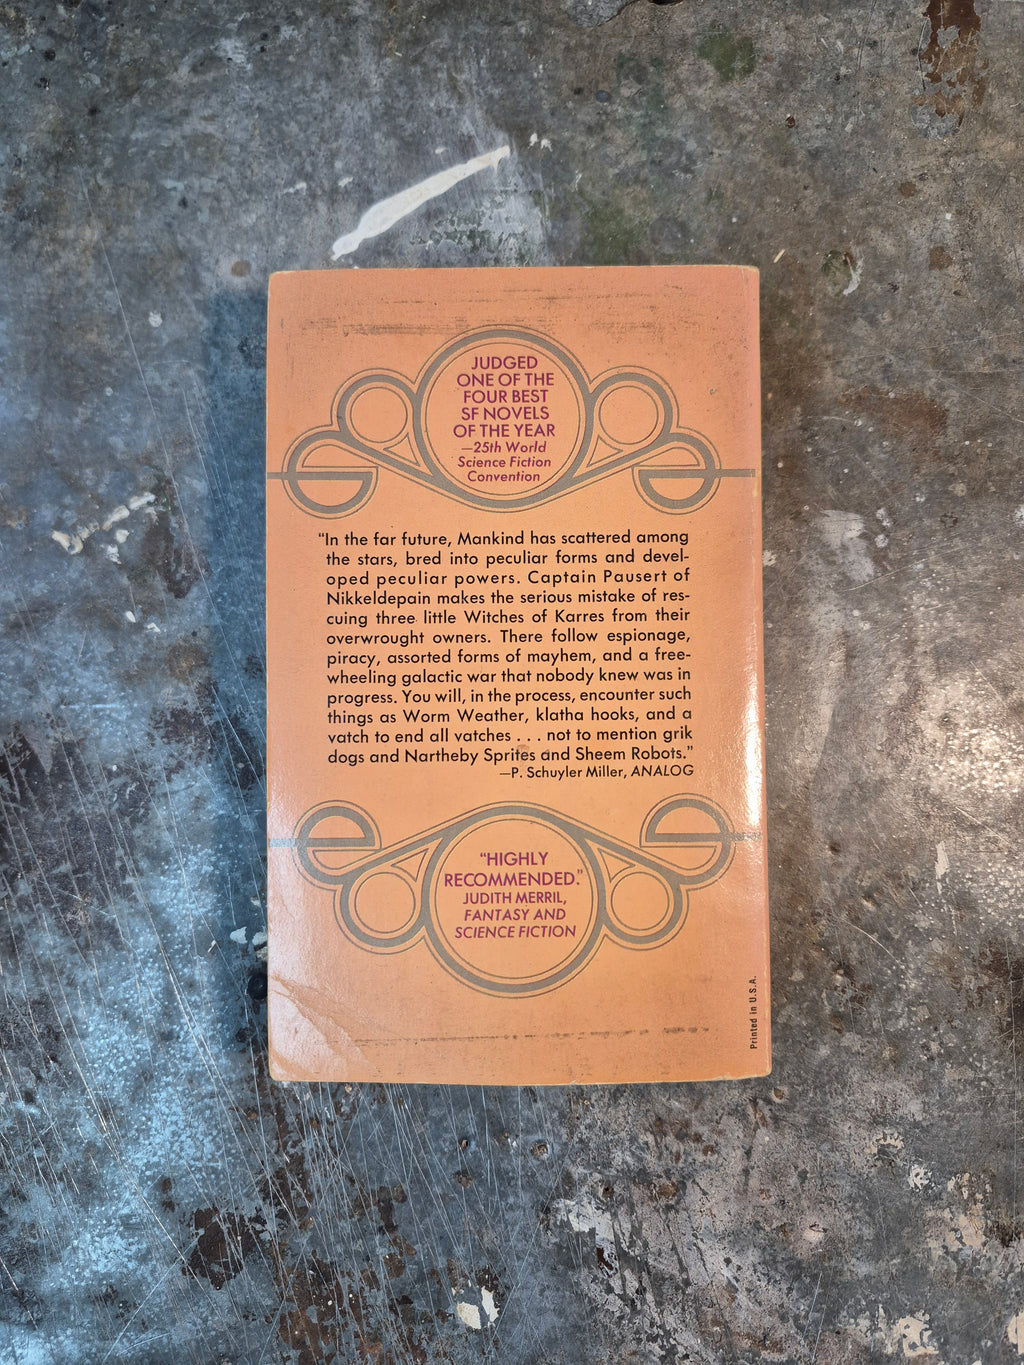 JUDGED
ONE OF THE
FOUR BEST
SF NOVELS
OF THE YEAR
—25th World
Science Fiction
Convention
“In the far future, Mankind has scattered among
the stars, bred into peculiar forms and devel-
oped peculiar powers. Captain Pausert of
Nikkeldepain makes the serious mistake of res-
cuing three little Witches of Karres from their
overwrought owners. There follow espionage,
piracy, assorted forms of mayhem, and a free-
wheeling galactic war that nobody knew was in
progress. You will, in the process, encounter such
things as Worm Weather, klatha hooks, and a
vatch to end all vatches . . . not to mention grik
dogs and Nartheby Sprites and Sheem Robots.”
—P. Schuyler Miller, ANALOG
“HIGHLY
RECOMMENDED.”
JUDITH MERRIL,
FANTASY AND
SCIENCE FICTION
Printed in U.S.A.